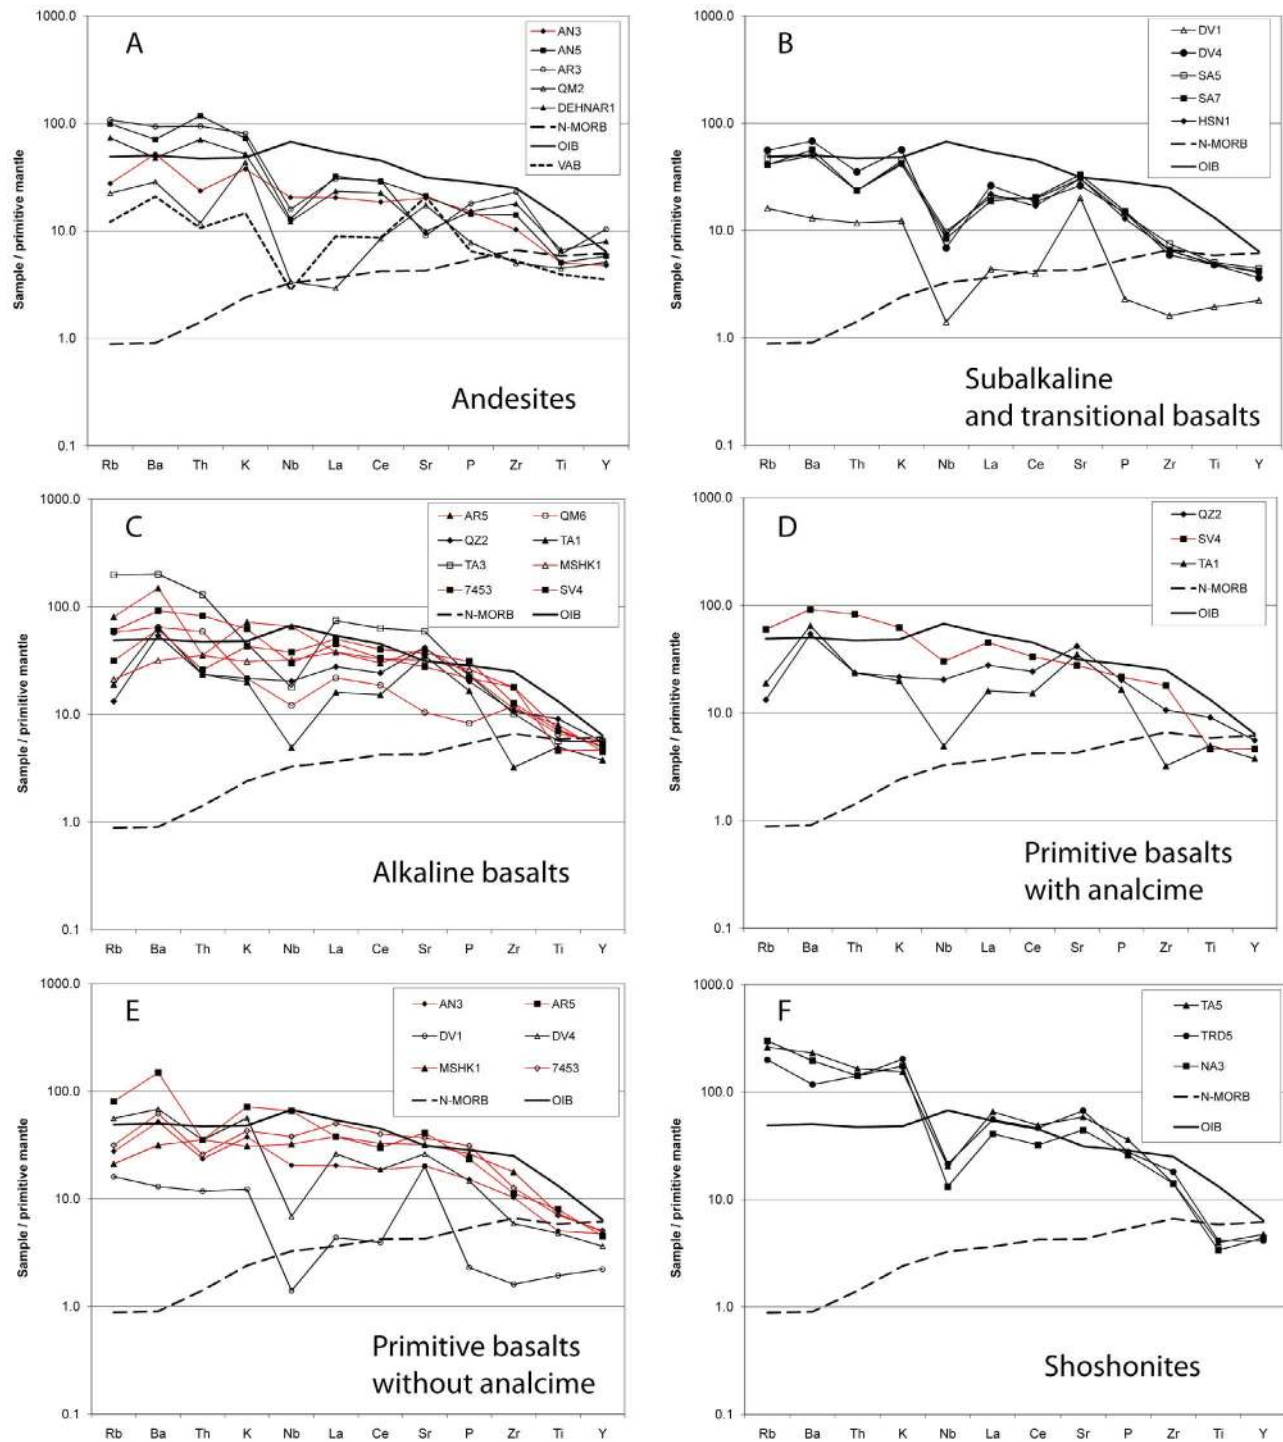 A
1000.0
100.0
10.0
1.0
0.1
Sample / primitive mantle
AN3
AN5
AR3
QM2
DEHNAR1
N-MORB
OIB
VAB
Andesites
Rb Ba Th K Nb La Ce Sr P Zr Ti Y
B
1000.0
100.0
10.0
1.0
0.1
Sample / primitive mantle
DV1
DV4
SA5
SA7
HSN1
N-MORB
OIB
Subalkaline
and transitional basalts
Rb Ba Th K Nb La Ce Sr P Zr Ti Y
C
1000.0
100.0
10.0
1.0
0.1
Sample / primitive mantle
AR5 QM6
QZ2 TA1
TA3 MSHK1
7453 SV4
N-MORB OIB
Alkaline basalts
Rb Ba Th K Nb La Ce Sr P Zr Ti Y
D
1000.0
100.0
10.0
1.0
0.1
Sample / primitive mantle
QZ2
SV4
TA1
N-MORB
OIB
Primitive basalts
with analcime
Rb Ba Th K Nb La Ce Sr P Zr Ti Y
E
1000.0
100.0
10.0
1.0
0.1
Sample / primitive mantle
AN3 AR5
DV1 DV4
MSHK1 7453
N-MORB OIB
Primitive basalts
without analcime
Rb Ba Th K Nb La Ce Sr P Zr Ti Y
F
1000.0
100.0
10.0
1.0
0.1
Sample / primitive mantle
TA5
TRD5
NA3
N-MORB
OIB
Shoshonites
Rb Ba Th K Nb La Ce Sr P Zr Ti Y